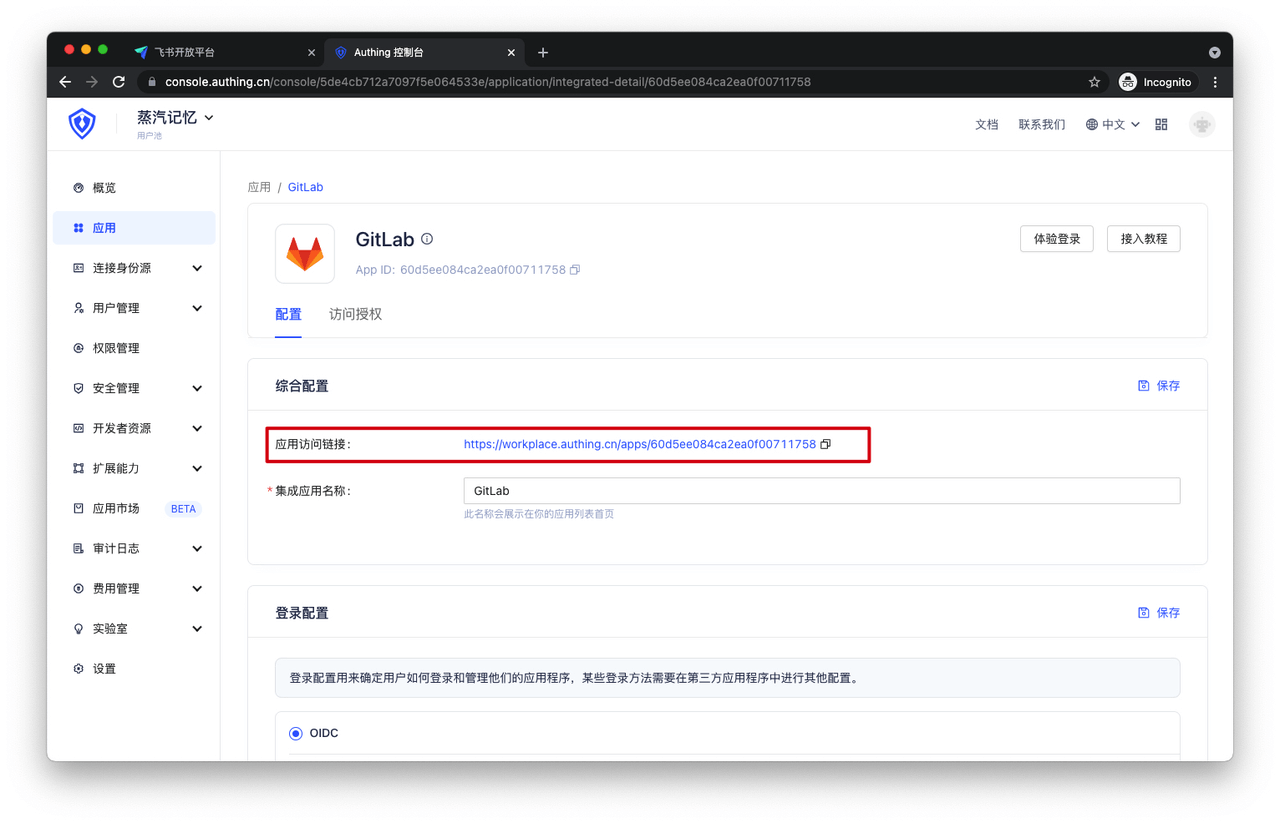 飞书开放平台
Authing 控制台
console.authing.cn/console/5de4cb712a7097f5e064533e/application/integrated-detail/60d5ee084ca2ea0f00711758
Incognito
蒸汽记忆
用户池
文档
联系我们
中文
概览
应用
连接身份源
用户管理
权限管理
安全管理
开发者资源
扩展能力
应用市场 BETA
审计日志
费用管理
实验室
设置
应用 / GitLab
GitLab
App ID: 60d5ee084ca2ea0f00711758
体验登录
接入教程
配置
访问授权
综合配置
保存
应用访问链接: https://workplace.authing.cn/apps/60d5ee084ca2ea0f00711758
* 集成应用名称: GitLab
此名称会展示在你的应用列表首页
登录配置
保存
登录配置用来确定用户如何登录和管理他们的应用程序，某些登录方法需要在第三方应用程序中进行其他配置。
OIDC